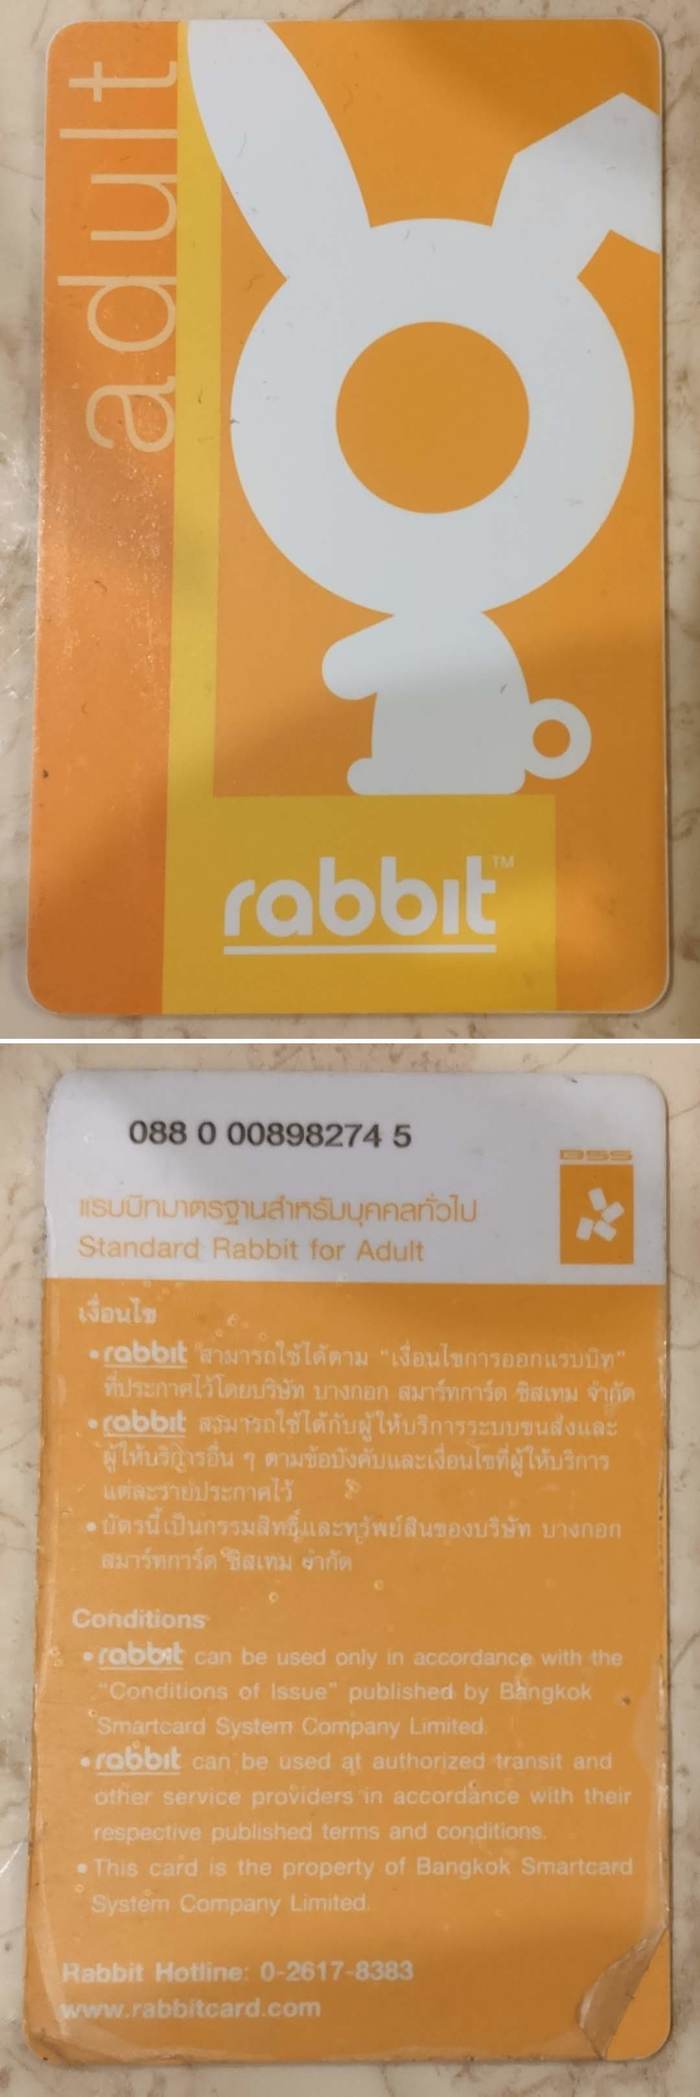 adult
rabbit™
088 0 00898274 5
BSS
แรบบิทมาตรฐานสำหรับบุคคลทั่วไป
Standard Rabbit for Adult
เงื่อนไข
• rabbit สามารถใช้ได้ตาม "เงื่อนไขการออกแรบบิท"
ที่ประกาศไว้โดยบริษัท บางกอก สมาร์ทการ์ด ซิสเทม จำกัด
• rabbit สามารถใช้ได้กับผู้ให้บริการระบบขนส่งและ
ผู้ให้บริการอื่น ๆ ตามข้อบังคับและเงื่อนไขที่ผู้ให้บริการ
แต่ละรายประกาศไว้
• บัตรนี้เป็นกรรมสิทธิ์และทรัพย์สินของบริษัท บางกอก
สมาร์ทการ์ด ซิสเทม จำกัด
Conditions
• rabbit can be used only in accordance with the
"Conditions of Issue" published by Bangkok
Smartcard System Company Limited.
• rabbit can be used at authorized transit and
other service providers in accordance with their
respective published terms and conditions.
• This card is the property of Bangkok Smartcard
System Company Limited.
Rabbit Hotline: 0-2617-8383
www.rabbitcard.com